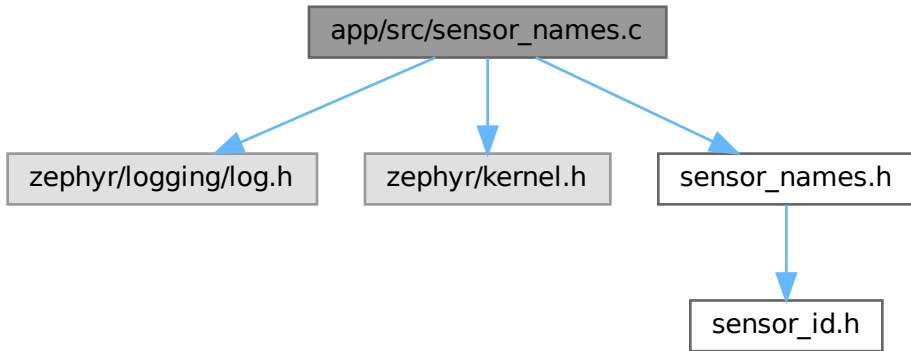 app/src/sensor_names.c
zephyr/logging/log.h
zephyr/kernel.h
sensor_names.h
sensor_id.h